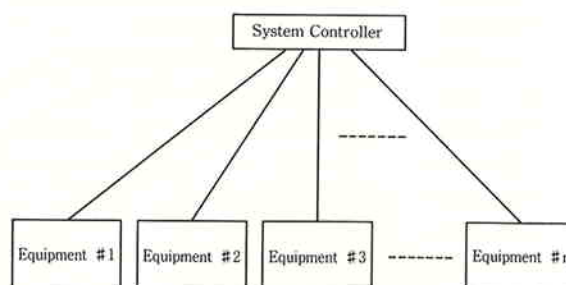 System Controller
Equipment #1
Equipment #2
Equipment #3
Equipment #n